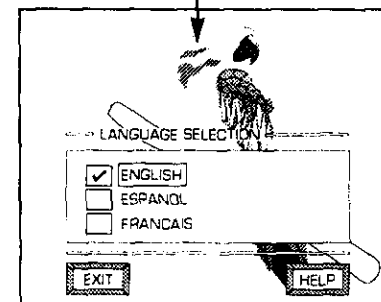 LANGUAGE SELECTION
ENGLISH
ESPANOL
FRANCAIS
EXIT
HELP